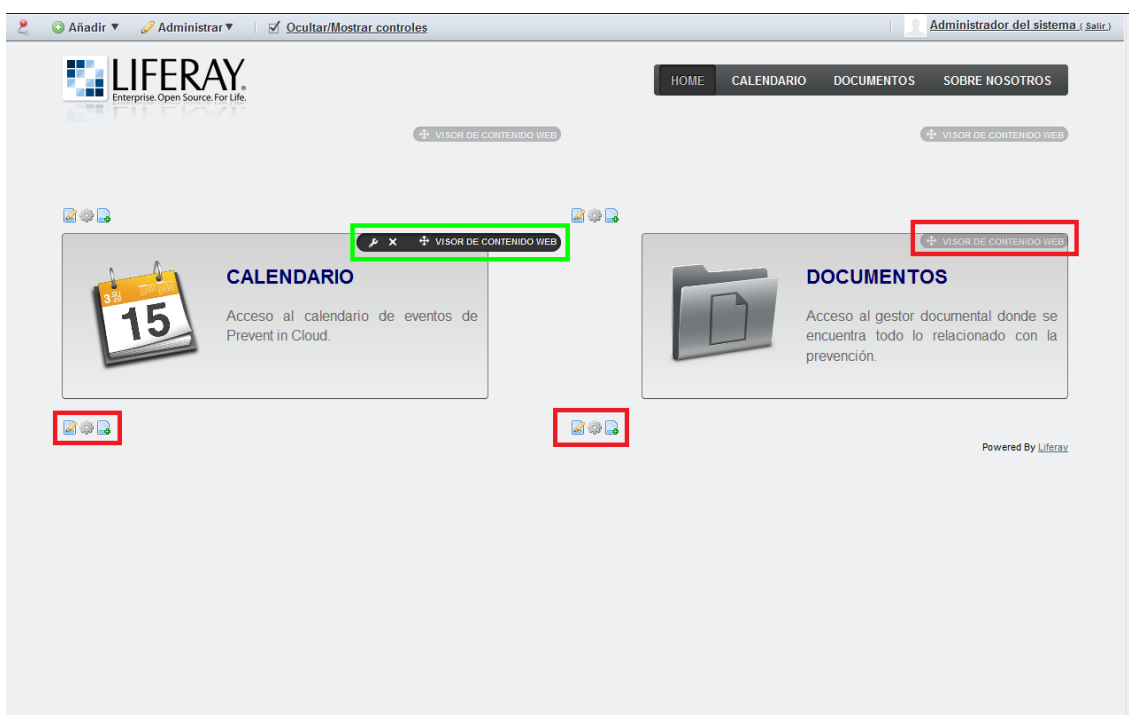 Añadir Administrar Ocultar/Mostrar controles Administrador del sistema ( Salir )
LIFERAY.
Enterprise. Open Source. For Life.
HOME CALENDARIO DOCUMENTOS SOBRE NOSOTROS
VISOR DE CONTENIDO WEB VISOR DE CONTENIDO WEB
VISOR DE CONTENIDO WEB VISOR DE CONTENIDO WEB
3월
15
CALENDARIO
Acceso al calendario de eventos de
Prevent in Cloud.
DOCUMENTOS
Acceso al gestor documental donde se
encuentra todo lo relacionado con la
prevención.
Powered By Liferay